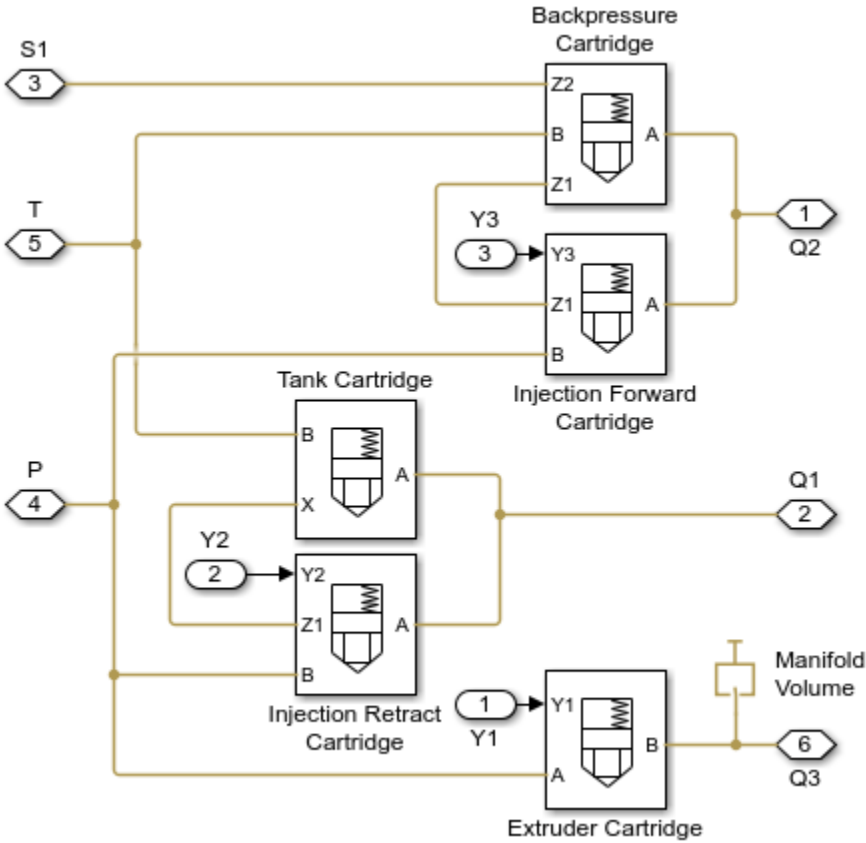 Backpressure
Cartridge
S1
3
Z2
B
A
Z1
T
5
1
Q2
Y3
3
Y3
Z1
A
B
Injection Forward
Cartridge
Tank Cartridge
B
A
X
P
4
Q1
2
Y2
2
Y2
Z1
A
B
Injection Retract
Cartridge
Manifold
Volume
1
Y1
Y1
B
A
6
Q3
Extruder Cartridge